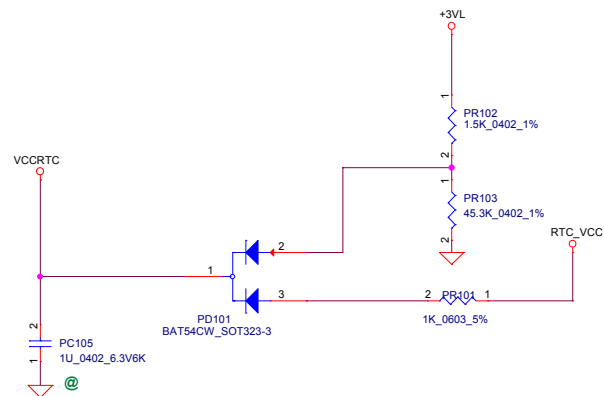 +3VL
1
PR102
1.5K_0402_1%
2
VCCRTC
1
PR103
45.3K_0402_1%
2
RTC_VCC
2
1
3
2
PR101
1
PD101
BAT54CW_SOT323-3
1K_0603_5%
2
PC105
1
1U_0402_6.3V6K
@